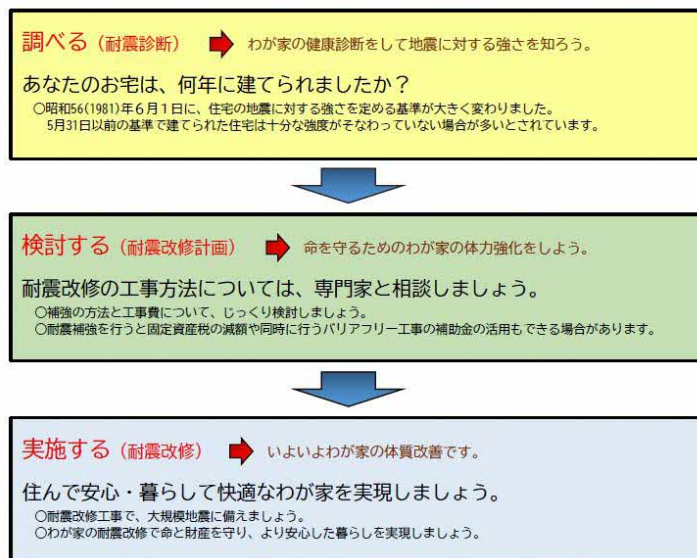 調べる（耐震診断） わが家の健康診断をして地震に対する強さを知ろう。
あなたのお宅は、何年に建てられましたか？
○昭和56(1981)年６月１日に、住宅の地震に対する強さを定める基準が大きく変わりました。
5月31日以前の基準で建てられた住宅は十分な強度がそなわっていない場合が多いとされています。
検討する（耐震改修計画） 命を守るためのわが家の体力強化をしよう。
耐震改修の工事方法については、専門家と相談しましょう。
○補強の方法と工事費について、じっくり検討しましょう。
○耐震補強を行うと固定資産税の減額や同時に行うバリアフリー工事の補助金の活用もできる場合があります。
実施する（耐震改修） いよいよわが家の体質改善です。
住んで安心・暮らして快適なわが家を実現しましょう。
○耐震改修工事で、大規模地震に備えましょう。
○わが家の耐震改修で命と財産を守り、より安心した暮らしを実現しましょう。